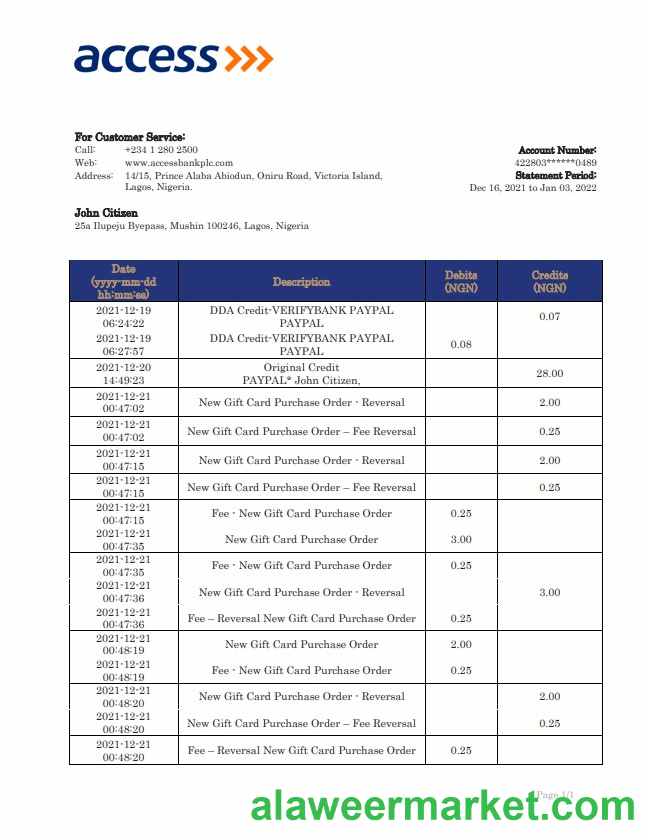 access
For Customer Service:
Call: +234 1 280 2500
Web: www.accessbankplc.com
Address: 14/15, Prince Alaba Abiodun, Oniru Road, Victoria Island,
Lagos, Nigeria.
Account Number:
422803******0489
Statement Period:
Dec 16, 2021 to Jan 03, 2022
John Citizen
25a Ilupeju Byepass, Mushin 100246, Lagos, Nigeria
Date (yyyy-mm-dd hh:mm:ss) Description Debits (NGN) Credits (NGN)
2021-12-19 06:24:22 DDA Credit-VERIFYBANK PAYPAL PAYPAL 0.07
2021-12-19 06:27:57 DDA Credit-VERIFYBANK PAYPAL PAYPAL 0.08
2021-12-20 14:49:23 Original Credit PAYPAL* John Citizen, 28.00
2021-12-21 00:47:02 New Gift Card Purchase Order - Reversal 2.00
2021-12-21 00:47:02 New Gift Card Purchase Order – Fee Reversal 0.25
2021-12-21 00:47:15 New Gift Card Purchase Order - Reversal 2.00
2021-12-21 00:47:15 New Gift Card Purchase Order – Fee Reversal 0.25
2021-12-21 00:47:15 Fee - New Gift Card Purchase Order 0.25
2021-12-21 00:47:35 New Gift Card Purchase Order 3.00
2021-12-21 00:47:35 Fee - New Gift Card Purchase Order 0.25
2021-12-21 00:47:36 New Gift Card Purchase Order - Reversal 3.00
2021-12-21 00:47:36 Fee – Reversal New Gift Card Purchase Order 0.25
2021-12-21 00:48:19 New Gift Card Purchase Order 2.00
2021-12-21 00:48:19 Fee - New Gift Card Purchase Order 0.25
2021-12-21 00:48:20 New Gift Card Purchase Order - Reversal 2.00
2021-12-21 00:48:20 New Gift Card Purchase Order – Fee Reversal 0.25
2021-12-21 00:48:20 Fee – Reversal New Gift Card Purchase Order 0.25
Page 1/1
alaweermarket.com